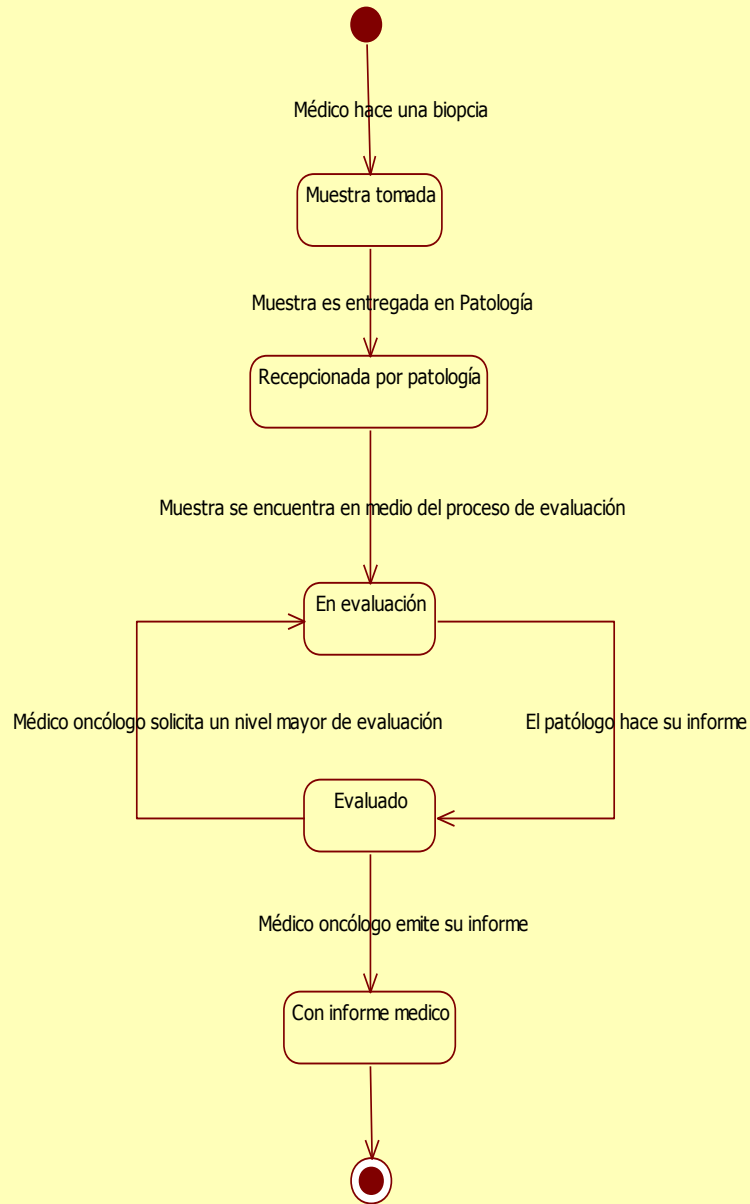 Médico hace una biopcia
Muestra tomada
Muestra es entregada en Patología
Recepcionada por patología
Muestra se encuentra en medio del proceso de evaluación
En evaluación
Médico oncólogo solicita un nivel mayor de evaluación
El patólogo hace su informe
Evaluado
Médico oncólogo emite su informe
Con informe medico